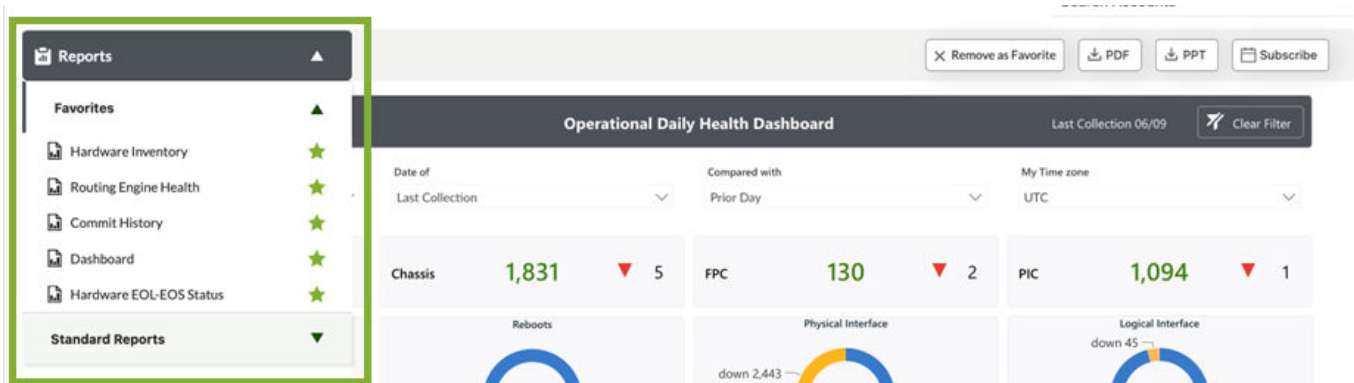 Reports
Favorites
Hardware Inventory
Routing Engine Health
Commit History
Dashboard
Hardware EOL-EOS Status
Standard Reports
Remove as Favorite
PDF
PPT
Subscribe
Operational Daily Health Dashboard
Last Collection 06/09
Clear Filter
Date of
Last Collection
Compared with
Prior Day
My Time zone
UTC
Chassis 1,831 ▼ 5
FPC 130 ▼ 2
PIC 1,094 ▼ 1
Reboots
Physical Interface
down 2,443
Logical Interface
down 45